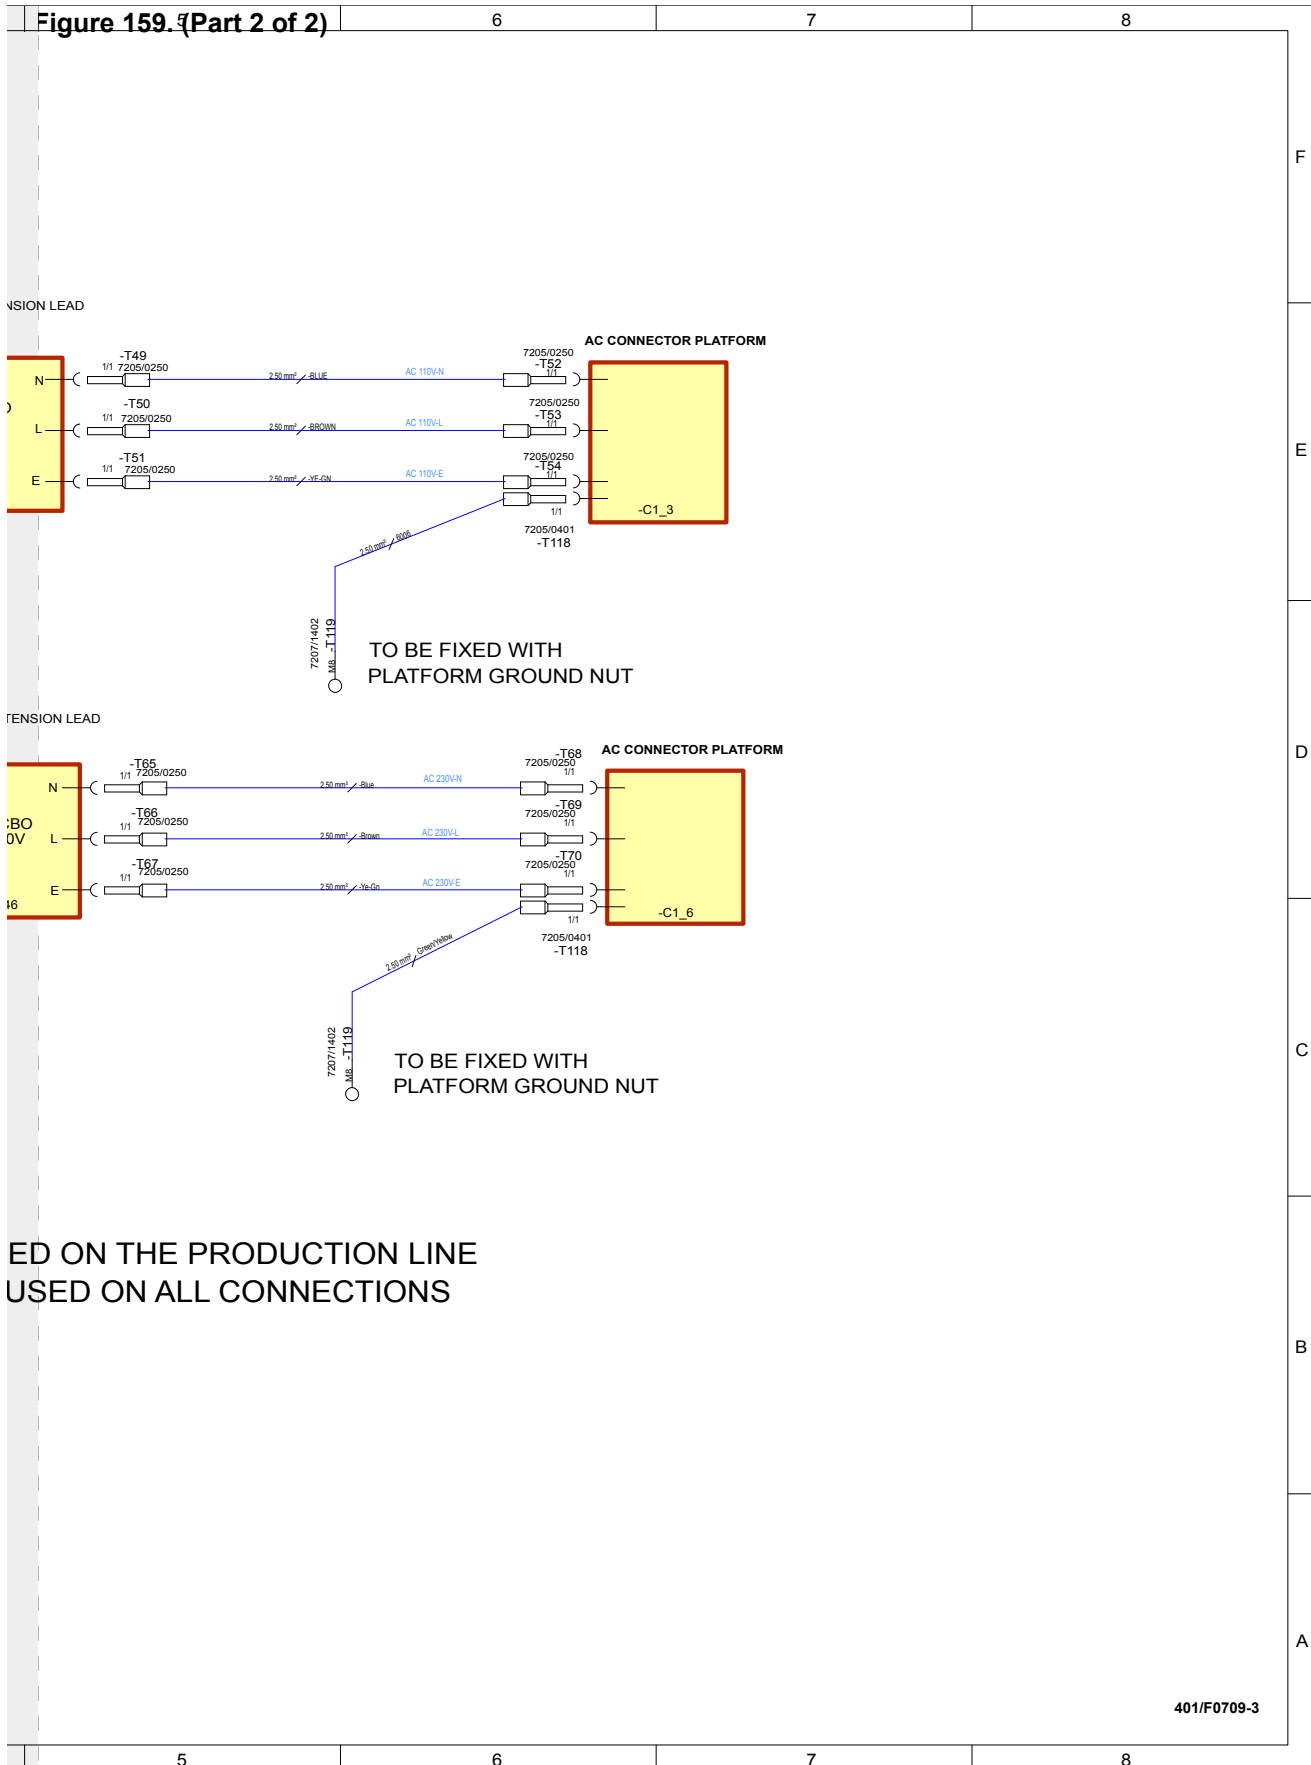 Figure 159. (Part 2 of 2)
5 6 7 8
F
NSION LEAD
AC CONNECTOR PLATFORM
-T49
1/1 7205/0250
N
2.50 mm² -BLUE
AC 110V-N
7205/0250
-T52
1/1
-T50
1/1 7205/0250
L
2.50 mm² -BROWN
AC 110V-L
7205/0250
-T53
1/1
E
-T51
1/1 7205/0250
E
2.50 mm² -YE-GN
AC 110V-E
7205/0250
-T54
1/1
1/1
7205/0401
-T118
-C1_3
2.50 mm² 6006
7207/1402
M8 -T119
TO BE FIXED WITH
PLATFORM GROUND NUT
TENSION LEAD
D
AC CONNECTOR PLATFORM
-T65
1/1 7205/0250
N
2.50 mm² -Blue
AC 230V-N
-T68
7205/0250
1/1
CBO
0V
-T66
1/1 7205/0250
L
2.50 mm² -Brown
AC 230V-L
-T69
7205/0250
1/1
-T67
1/1 7205/0250
E
46
2.50 mm² -Ye-Gn
AC 230V-E
-T70
7205/0250
1/1
1/1
7205/0401
-T118
-C1_6
2.50 mm² Green/Yellow
7207/1402
M8 -T119
TO BE FIXED WITH
PLATFORM GROUND NUT
C
ED ON THE PRODUCTION LINE
USED ON ALL CONNECTIONS
B
A
401/F0709-3
5 6 7 8